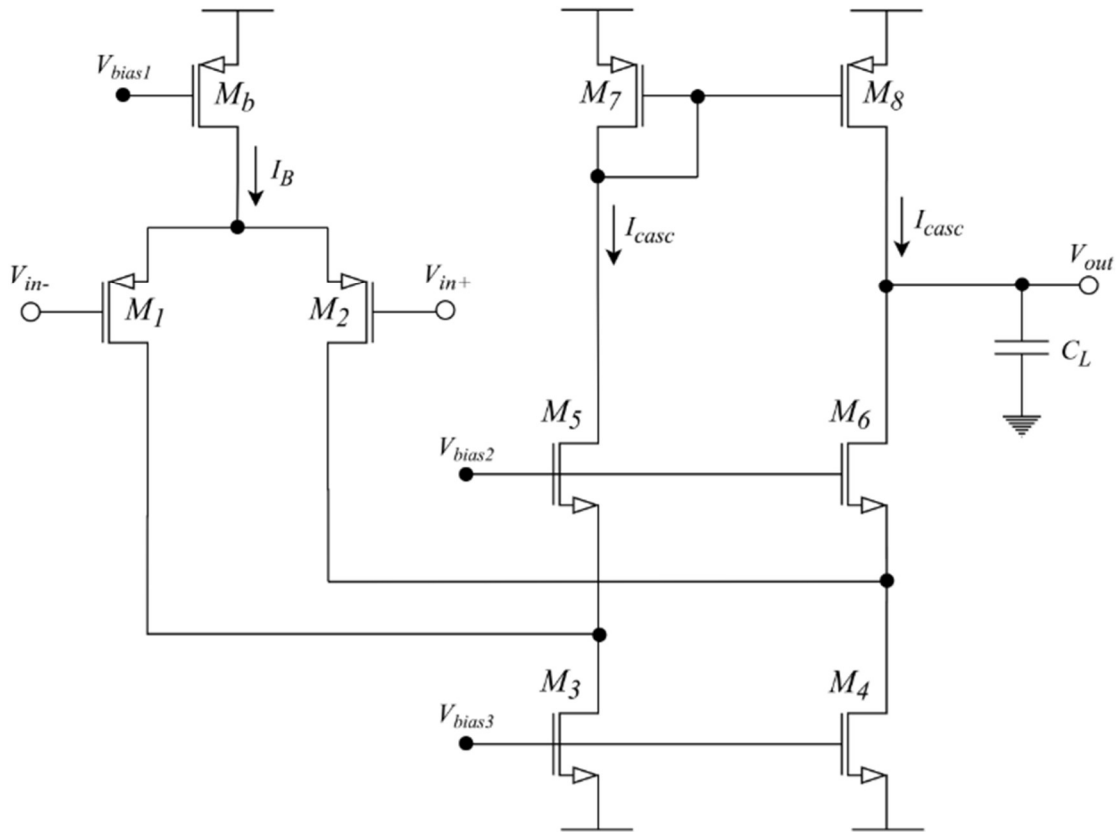 V_bias1
M_b
I_B
M_7
M_8
I_casc
I_casc
V_out
V_in-
M_1
M_2
V_in+
C_L
M_5
M_6
V_bias2
M_3
M_4
V_bias3